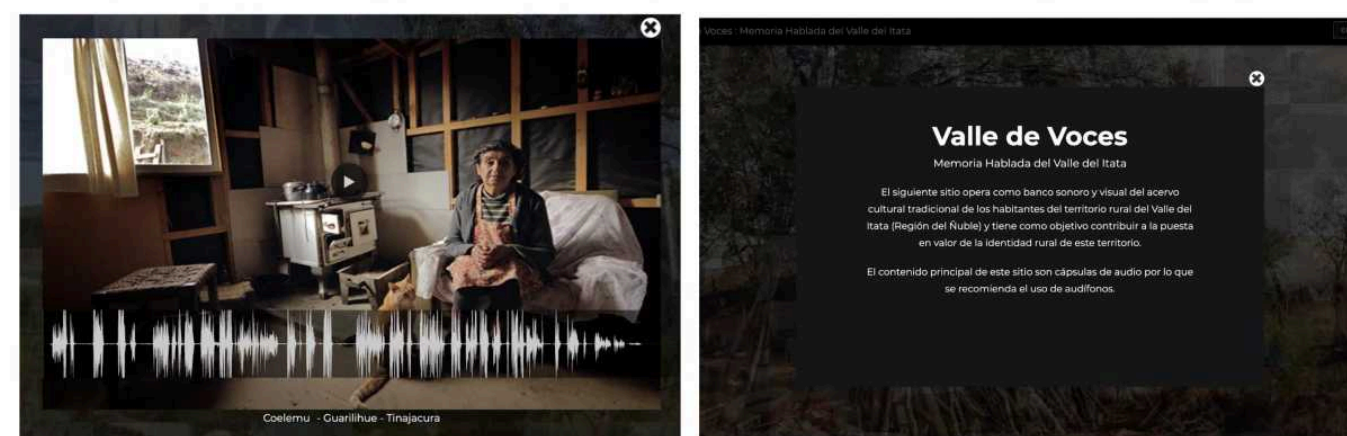 Coelemu - Guarilihue - Tinajacura
Voces : Memoria Hablada del Valle del Itata
Valle de Voces
Memoria Hablada del Valle del Itata
El siguiente sitio opera como banco sonoro y visual del acervo
cultural tradicional de los habitantes del territorio rural del Valle del
Itata (Región del Ñuble) y tiene como objetivo contribuir a la puesta
en valor de la identidad rural de este territorio.
El contenido principal de este sitio son cápsulas de audio por lo que
se recomienda el uso de audífonos.